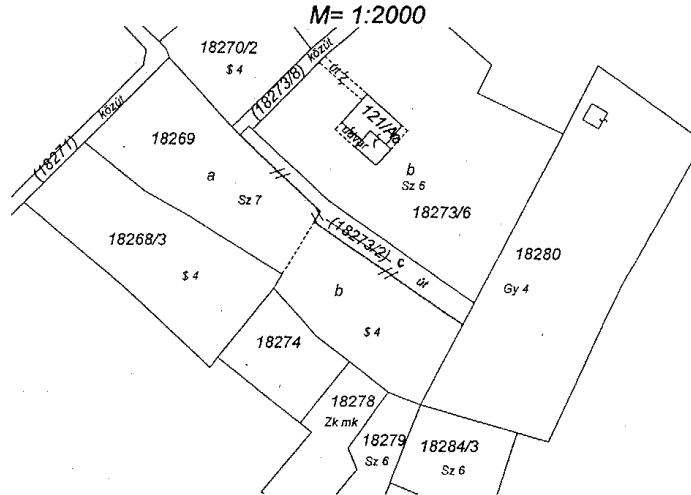 M= 1:2000
18270/2
$ 4
közút
(18273/8)
út
121/A
udvar
közút
(18271)
18269
a
Sz 7
b
Sz 6
18273/6
18268/3
$ 4
(18273/2)
c
út
18280
Gy 4
b
$ 4
18274
18278
Zk mk
18279
Sz 6
18284/3
Sz 6